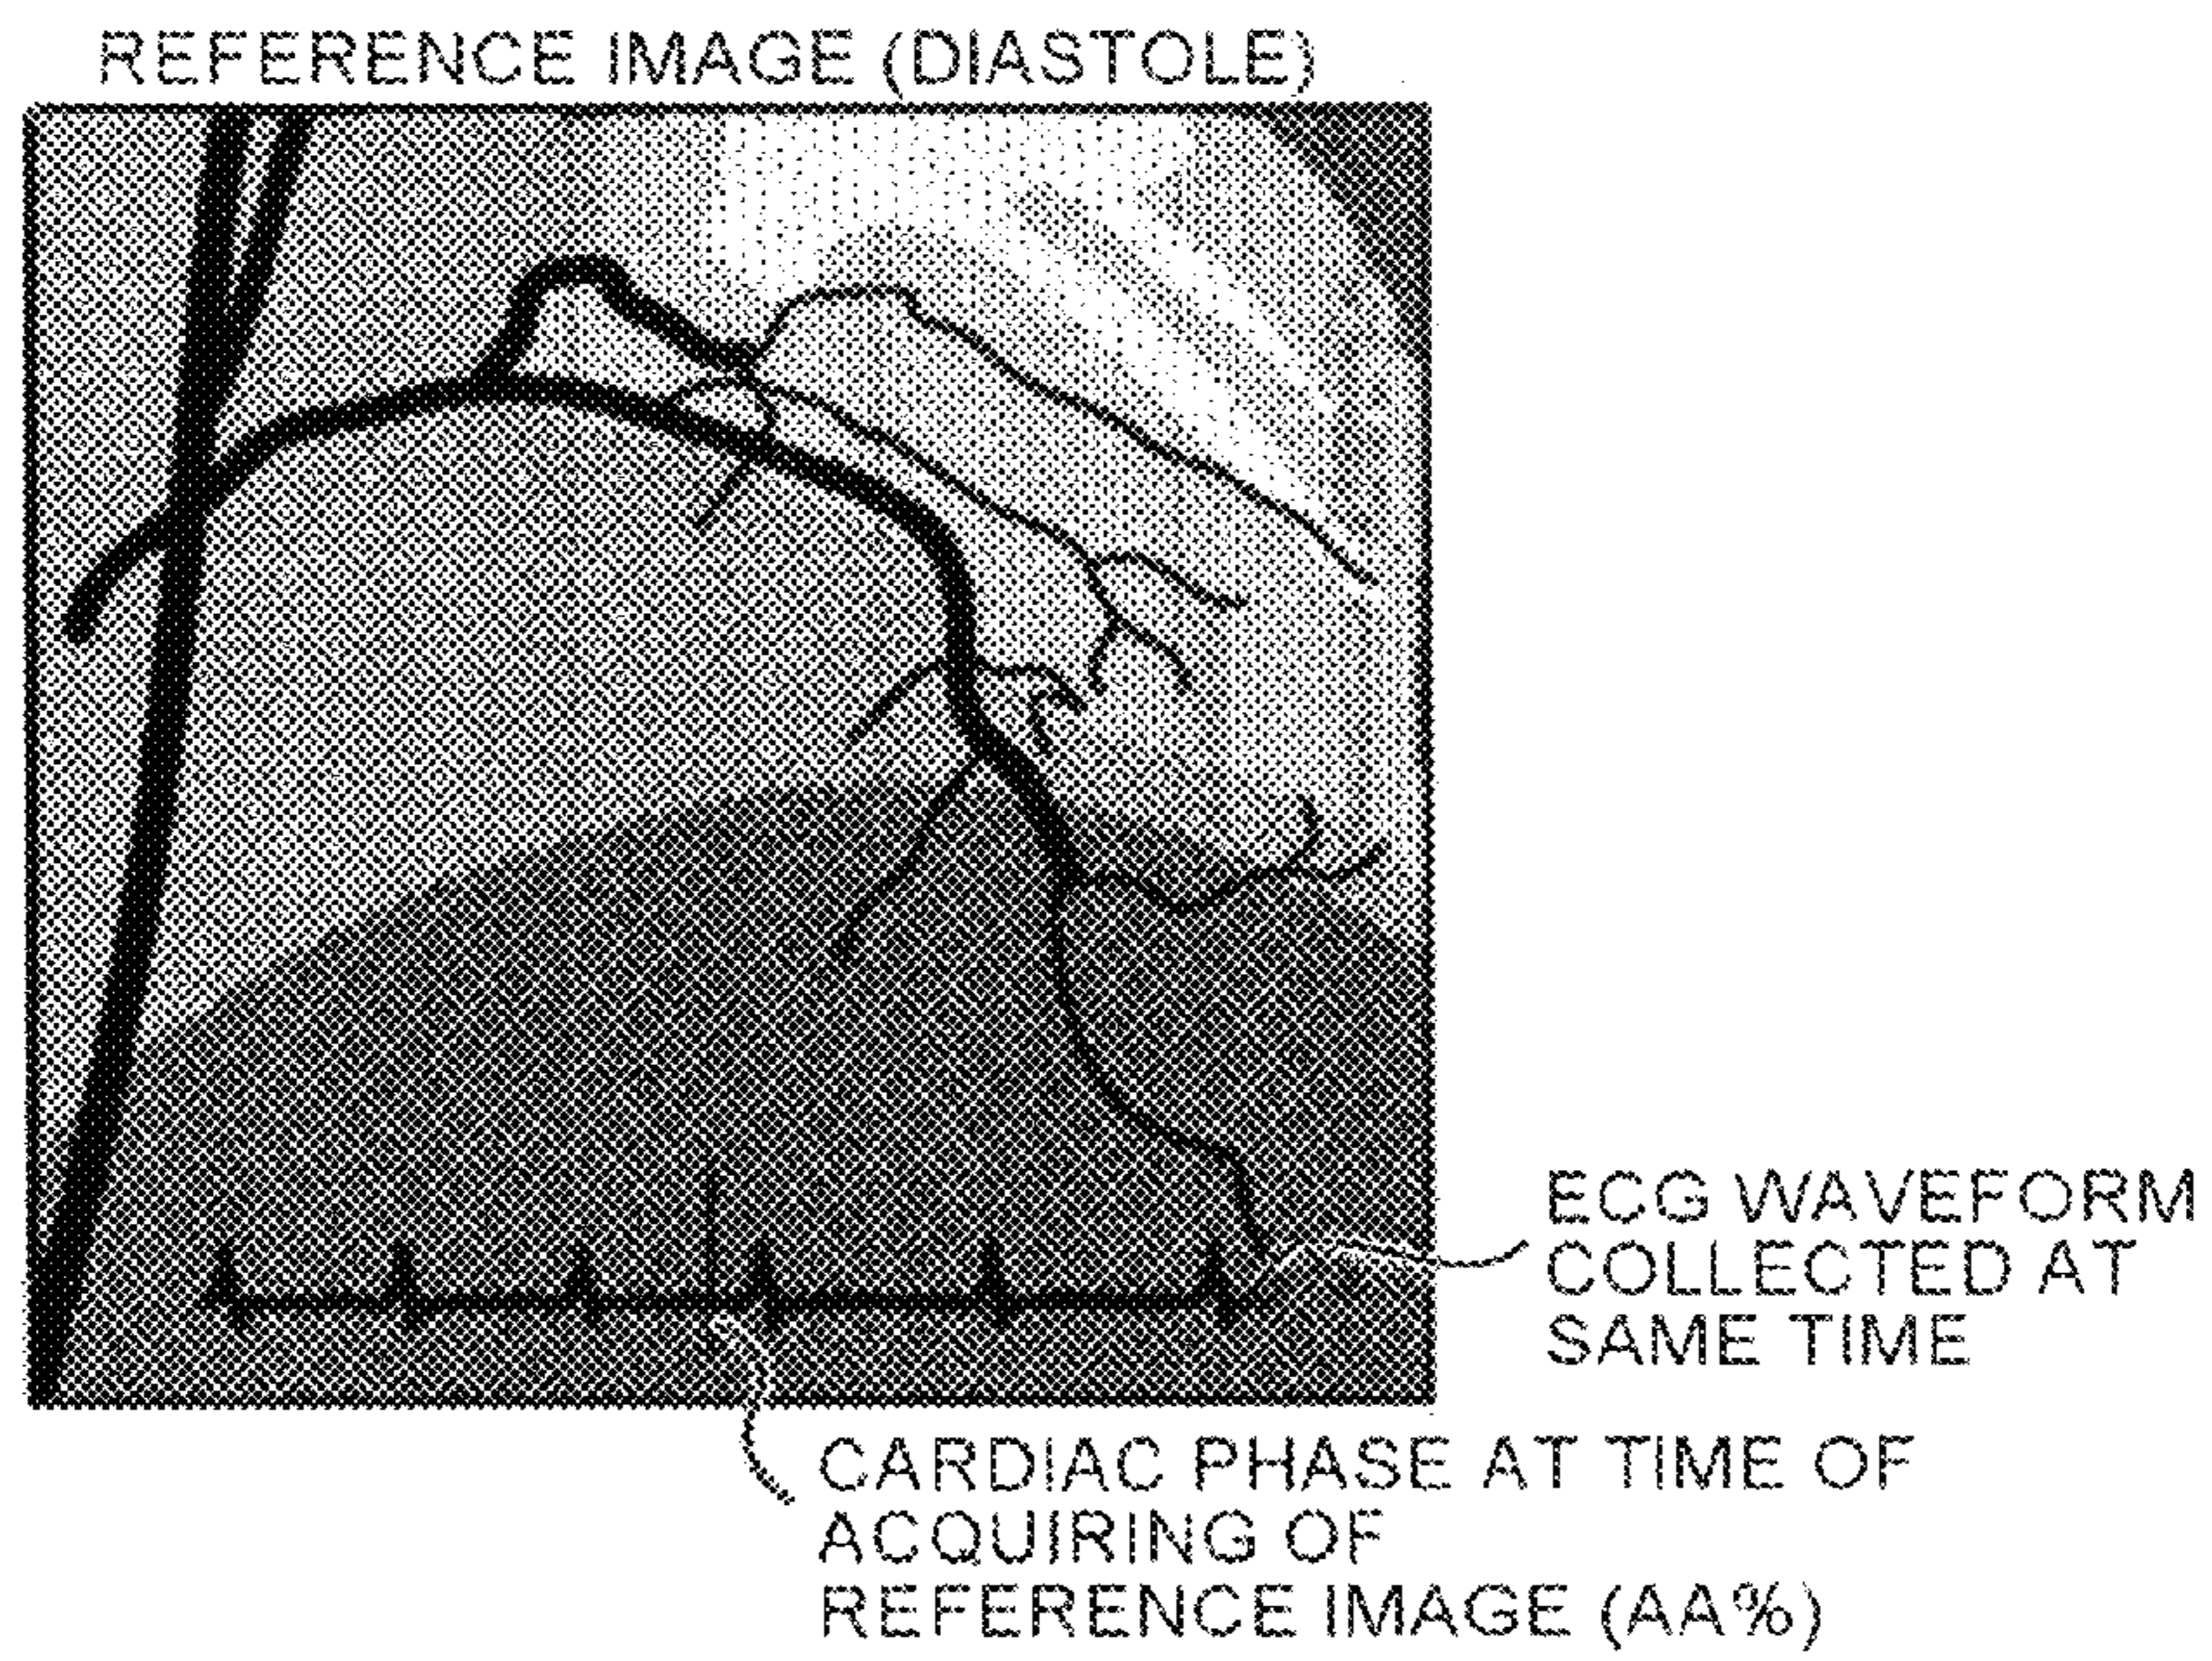 REFERENCE IMAGE (DIASTOLE)
ECG WAVEFORM
COLLECTED AT
SAME TIME
CARDIAC PHASE AT TIME OF
ACQUIRING OF
REFERENCE IMAGE (AA%)